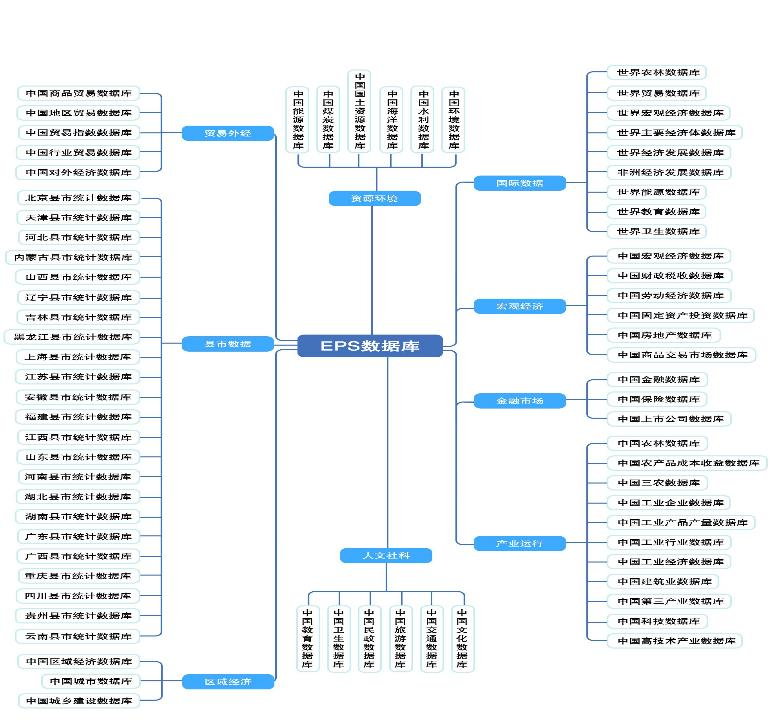 EPS数据库
贸易外经
中国商品贸易数据库
中国地区贸易数据库
中国贸易指数数据库
中国行业贸易数据库
中国对外经济数据库
县市数据
北京县市统计数据库
天津县市统计数据库
河北县市统计数据库
内蒙古县市统计数据库
山西县市统计数据库
辽宁县市统计数据库
吉林县市统计数据库
黑龙江县市统计数据库
上海县市统计数据库
江苏县市统计数据库
安徽县市统计数据库
福建县市统计数据库
江西县市统计数据库
山东县市统计数据库
河南县市统计数据库
湖北县市统计数据库
湖南县市统计数据库
广东县市统计数据库
广西县市统计数据库
重庆县市统计数据库
四川县市统计数据库
贵州县市统计数据库
云南县市统计数据库
区域经济
中国区域经济数据库
中国城市数据库
中国城乡建设数据库
资源环境
中国能源数据库
中国煤炭数据库
中国国土资源数据库
中国海洋数据库
中国水利数据库
中国环境数据库
人文社科
中国教育数据库
中国卫生数据库
中国民政数据库
中国旅游数据库
中国交通数据库
中国文化数据库
国际数据
世界农林数据库
世界贸易数据库
世界宏观经济数据库
世界主要经济体数据库
世界经济发展数据库
非洲经济发展数据库
世界能源数据库
世界教育数据库
世界卫生数据库
宏观经济
中国宏观经济数据库
中国财政税收数据库
中国劳动经济数据库
中国固定资产投资数据库
中国房地产数据库
中国商品交易市场数据库
金融市场
中国金融数据库
中国保险数据库
中国上市公司数据库
产业运行
中国农林数据库
中国农产品成本收益数据库
中国三农数据库
中国工业企业数据库
中国工业产品产量数据库
中国工业行业数据库
中国工业经济数据库
中国建筑业数据库
中国第三产业数据库
中国科技数据库
中国高技术产业数据库